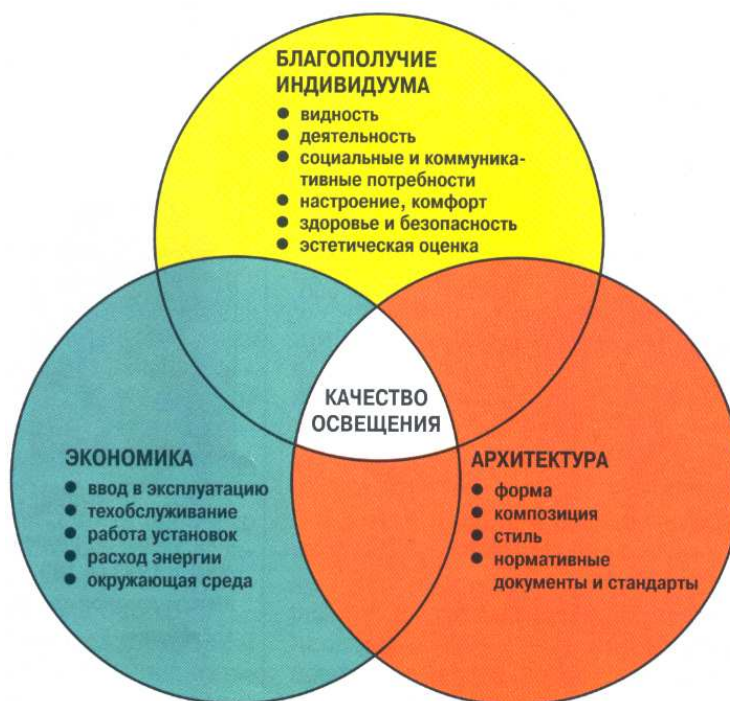 БЛАГОПОЛУЧИЕ
ИНДИВИДУУМА
● видность
● деятельность
● социальные и коммуника-
тивные потребности
● настроение, комфорт
● здоровье и безопасность
● эстетическая оценка
КАЧЕСТВО
ОСВЕЩЕНИЯ
ЭКОНОМИКА
● ввод в эксплуатацию
● техобслуживание
● работа установок
● расход энергии
● окружающая среда
АРХИТЕКТУРА
● форма
● композиция
● стиль
● нормативные
документы и стандарты